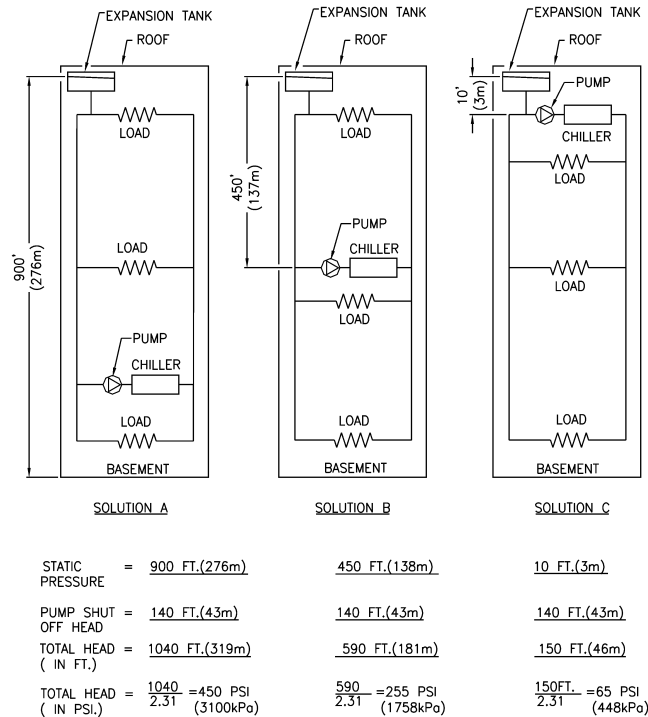 EXPANSION TANK
ROOF
900'
(276m)
LOAD
LOAD
PUMP
CHILLER
LOAD
BASEMENT
SOLUTION A
EXPANSION TANK
ROOF
450'
(137m)
LOAD
PUMP
CHILLER
LOAD
LOAD
BASEMENT
SOLUTION B
EXPANSION TANK
ROOF
10'
(3m)
PUMP
CHILLER
LOAD
LOAD
LOAD
BASEMENT
SOLUTION C
STATIC PRESSURE = 900 FT.(276m) 450 FT.(138m) 10 FT.(3m)
PUMP SHUT OFF HEAD = 140 FT.(43m) 140 FT.(43m) 140 FT.(43m)
TOTAL HEAD ( IN FT.) = 1040 FT.(319m) 590 FT.(181m) 150 FT.(46m)
TOTAL HEAD ( IN PSI.) = 1040/2.31 =450 PSI (3100kPa) 590/2.31 =255 PSI (1758kPa) 150FT./2.31 =65 PSI (448kPa)